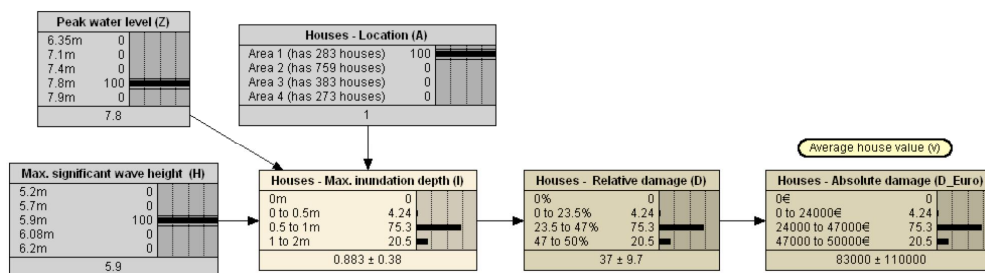 Peak water level (Z)
6.35m 0
7.1m 0
7.4m 0
7.8m 100
7.9m 0
7.8
Houses - Location (A)
Area 1 (has 283 houses) 100
Area 2 (has 759 houses) 0
Area 3 (has 383 houses) 0
Area 4 (has 273 houses) 0
1
Average house value (v)
Max. significant wave height (H)
5.2m 0
5.7m 0
5.9m 100
6.08m 0
6.2m 0
5.9
Houses - Max. inundation depth (I)
0m 0
0 to 0.5m 4.24
0.5 to 1m 75.3
1 to 2m 20.5
0.883 ± 0.38
Houses - Relative damage (D)
0% 0
0 to 23.5% 4.24
23.5 to 47% 75.3
47 to 50% 20.5
37 ± 9.7
Houses - Absolute damage (D_Euro)
0€ 0
0 to 24000€ 4.24
24000 to 47000€ 75.3
47000 to 50000€ 20.5
83000 ± 110000